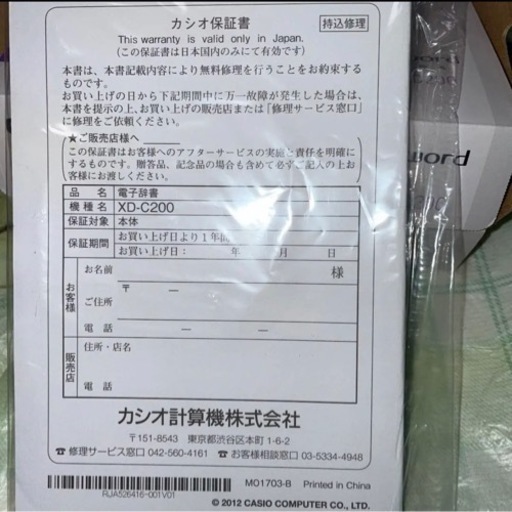 カシオ保証書
持込修理
This warranty is valid only in Japan.
(この保証書は日本国内のみにて有効です)
本書は、本書記載内容により無料修理を行うことをお約束する
ものです。
お買い上げの日から下記期間中に万一故障が発生した場合は、
本書を提示の上、お買い上げの販売店または「修理サービス窓口」
に修理をご依頼ください。
★ご販売店様へ
この保証書はお客様へのアフターサービスの実施と責任を明確に
するものです。贈答品、記念品の場合も含めて必ずご記入の上お
客様にお渡しください。
品 名 電子辞書
機 種 名 XD-C200
保証対象 本体
保証期間 お買い上げ日より1年間
お買い上げ日: 年 月 日
お客様
お名前 様
ご住所 〒 ―
電 話 ― ―
販売店
住所・店名
電 話
カシオ計算機株式会社
〒151-8543 東京都渋谷区本町1-6-2
☎修理サービス窓口 042-560-4161 ☎お客様相談窓口 03-5334-4948
MO1703-B Printed in China
RJA526416-001V01
© 2012 CASIO COMPUTER CO., LTD.